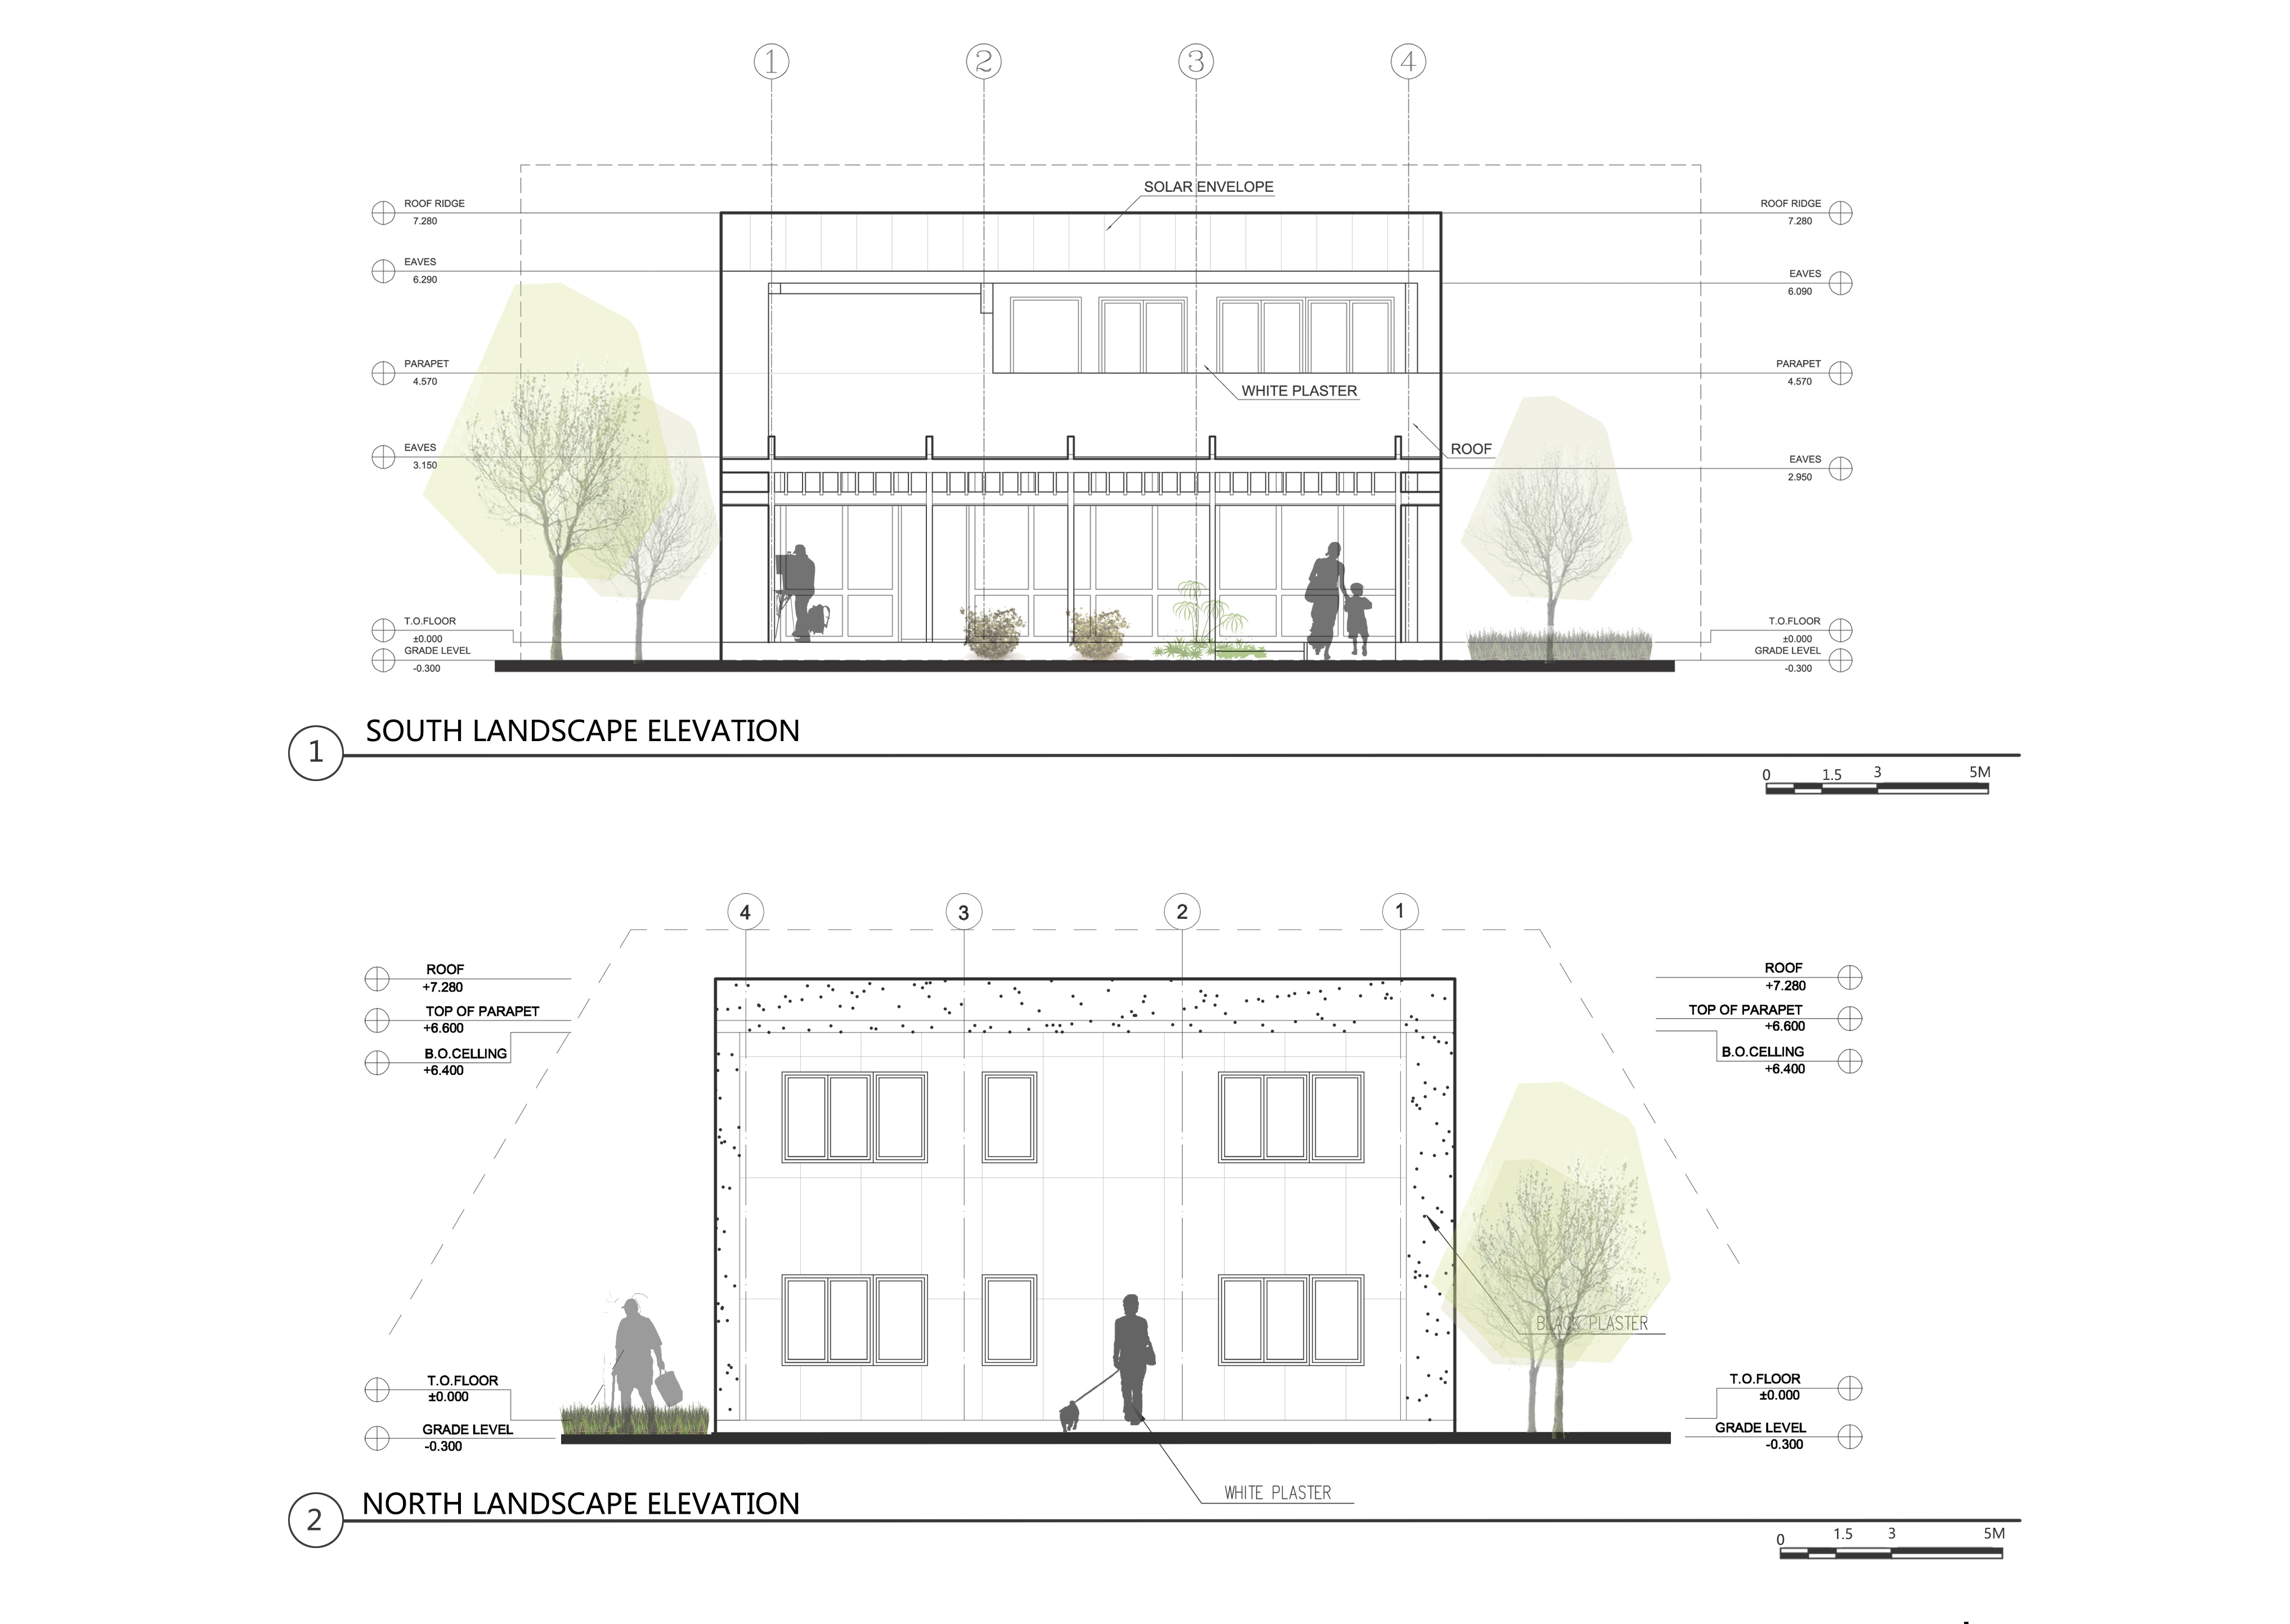 1 2 3 4
SOLAR ENVELOPE
ROOF RIDGE
7.280
ROOF RIDGE
7.280
EAVES
6.290
EAVES
6.090
PARAPET
4.570
PARAPET
4.570
WHITE PLASTER
EAVES
3.150
ROOF
EAVES
2.950
T.O.FLOOR
±0.000
T.O.FLOOR
±0.000
GRADE LEVEL
-0.300
GRADE LEVEL
-0.300
1 SOUTH LANDSCAPE ELEVATION
0 1.5 3 5M
4 3 2 1
ROOF
+7.280
ROOF
+7.280
TOP OF PARAPET
+6.600
TOP OF PARAPET
+6.600
B.O.CELLING
+6.400
B.O.CELLING
+6.400
BLACK PLASTER
T.O.FLOOR
±0.000
T.O.FLOOR
±0.000
GRADE LEVEL
-0.300
GRADE LEVEL
-0.300
WHITE PLASTER
2 NORTH LANDSCAPE ELEVATION
0 1.5 3 5M